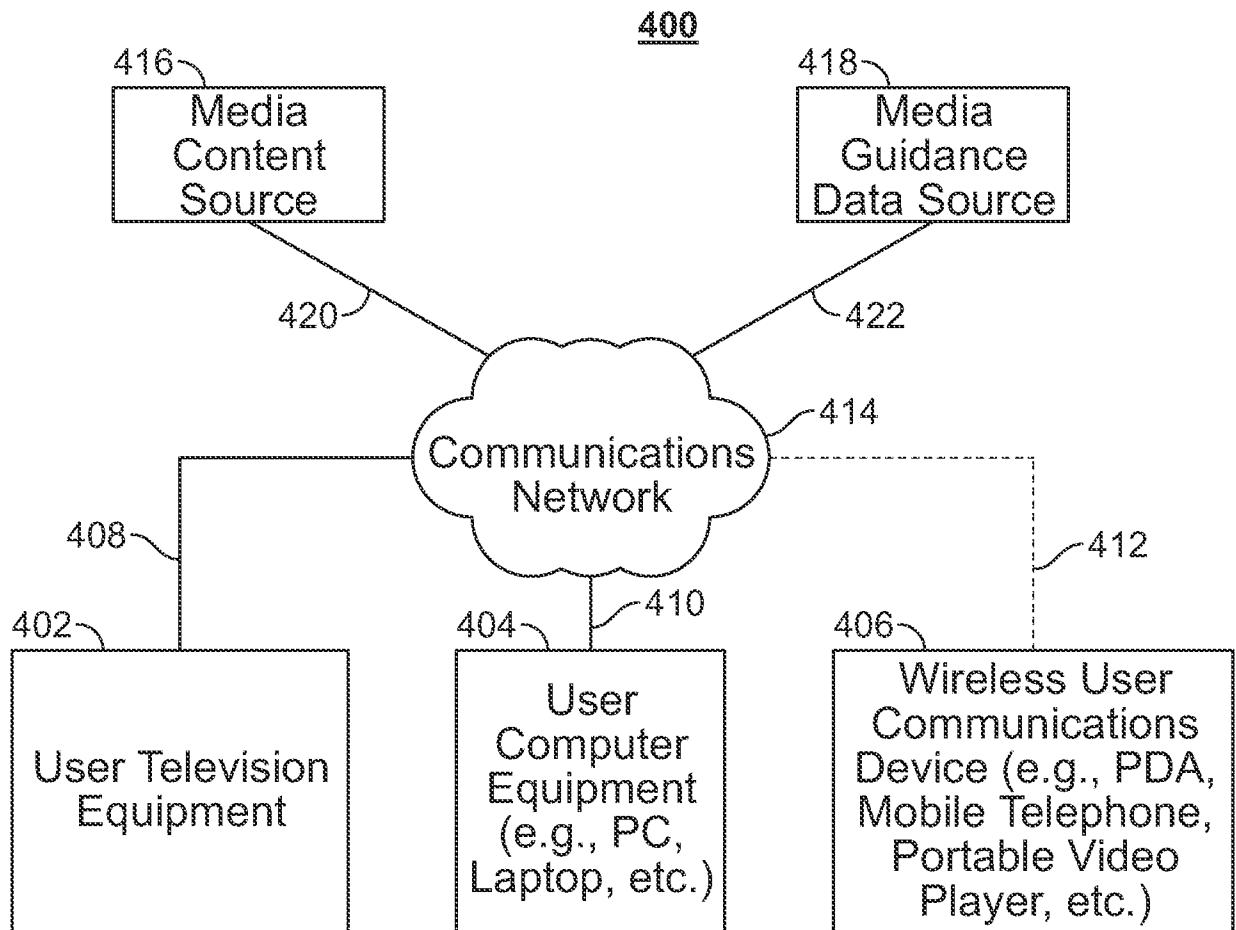 400
416
Media
Content
Source
418
Media
Guidance
Data Source
420
422
414
Communications
Network
408
410
412
402
User Television
Equipment
404
User
Computer
Equipment
(e.g., PC,
Laptop, etc.)
406
Wireless User
Communications
Device (e.g., PDA,
Mobile Telephone,
Portable Video
Player, etc.)